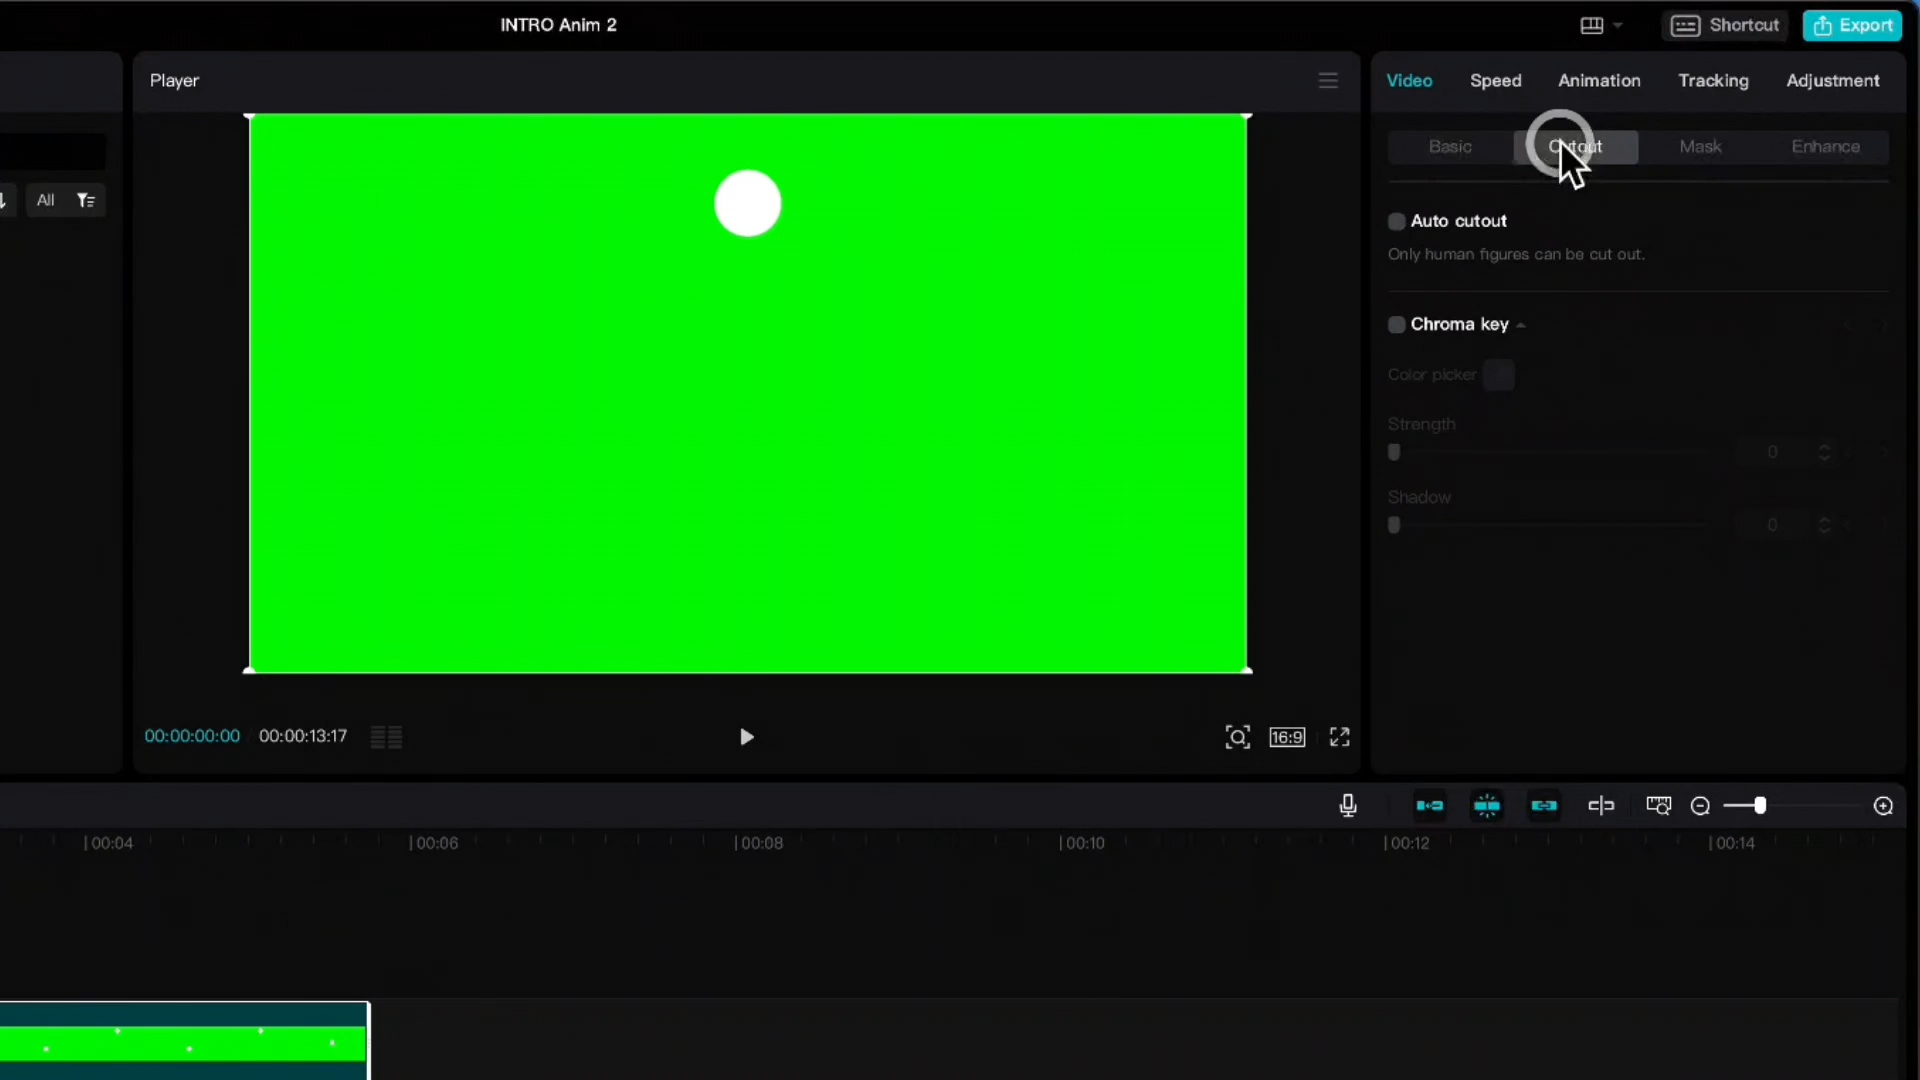 INTRO Anim 2
Shortcut
Export
Player
Video Speed Animation Tracking Adjustment
Basic Cutout Mask Enhance
All
Auto cutout
Only human figures can be cut out.
Chroma key
Color picker
Strength
0
Shadow
0
00:00:00:00 00:00:13:17
16:9
00:04 00:06 00:08 00:10 00:12 00:14